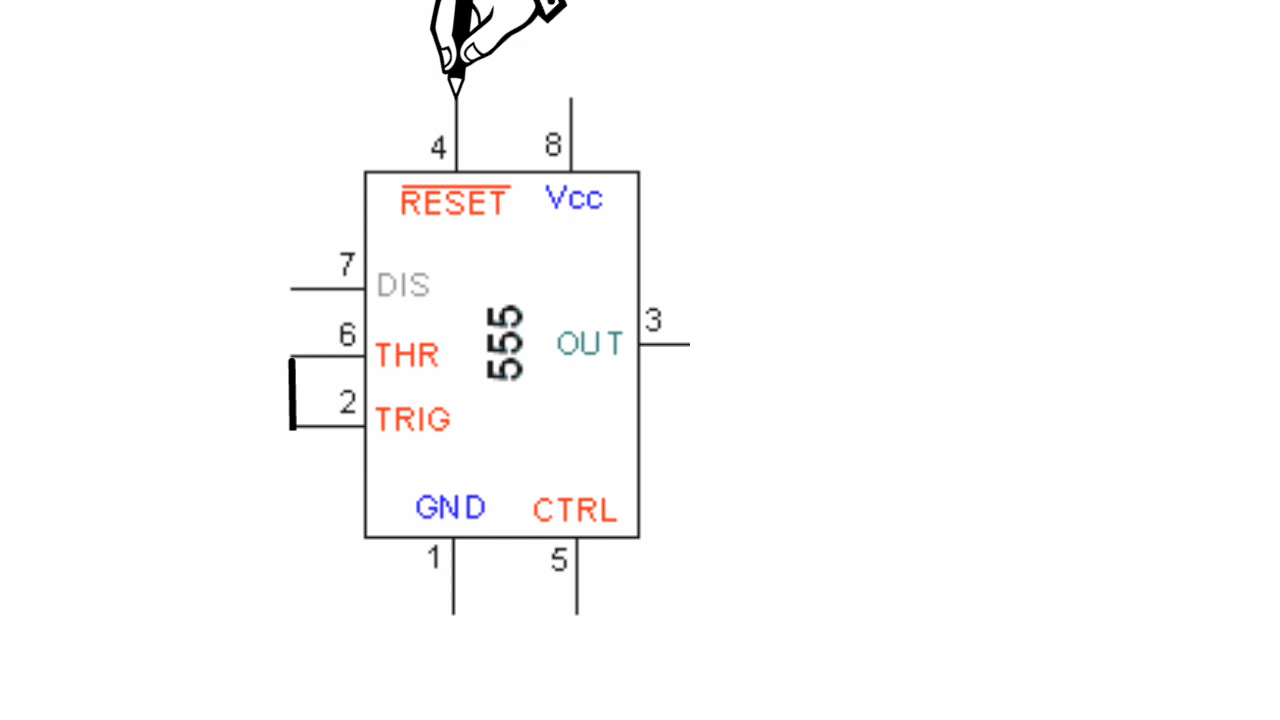 4 8
RESET Vcc
7 DIS
6 THR
555
OUT 3
2 TRIG
GND CTRL
1 5